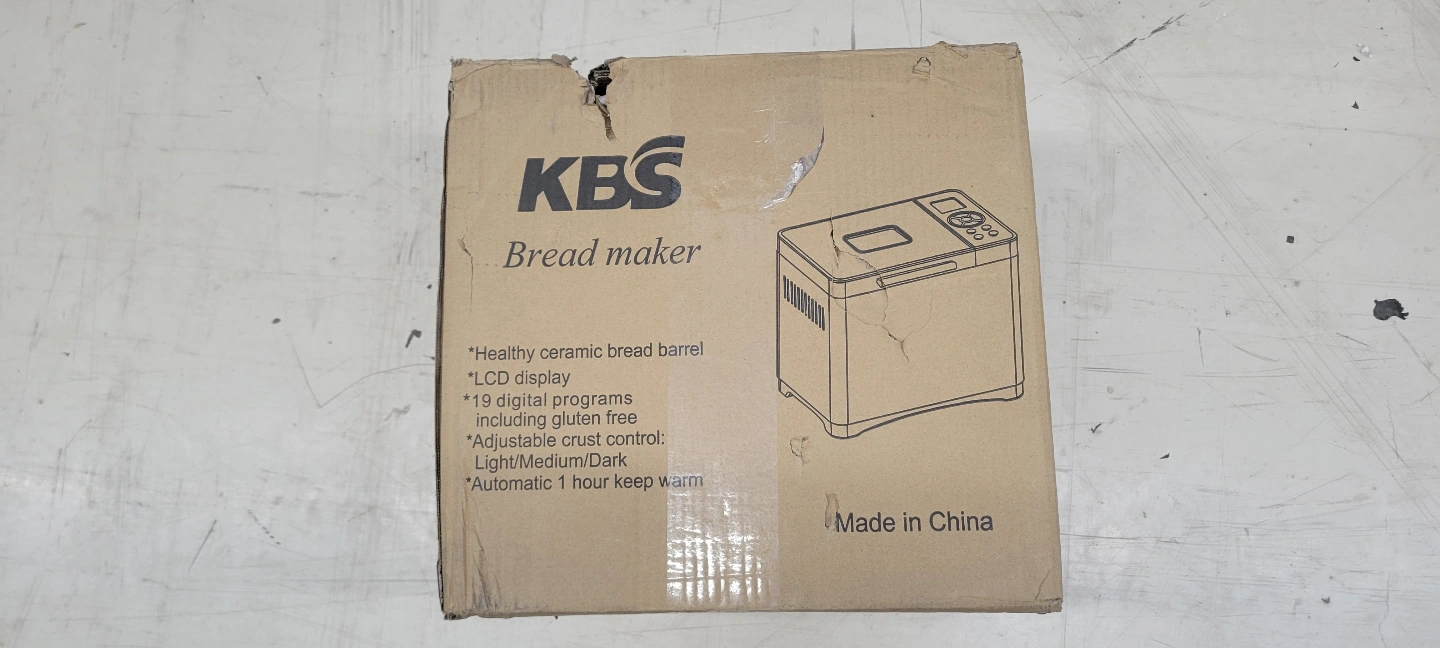 KBS
Bread maker
*Healthy ceramic bread barrel
*LCD display
*19 digital programs
including gluten free
*Adjustable crust control:
Light/Medium/Dark
*Automatic 1 hour keep warm
Made in China